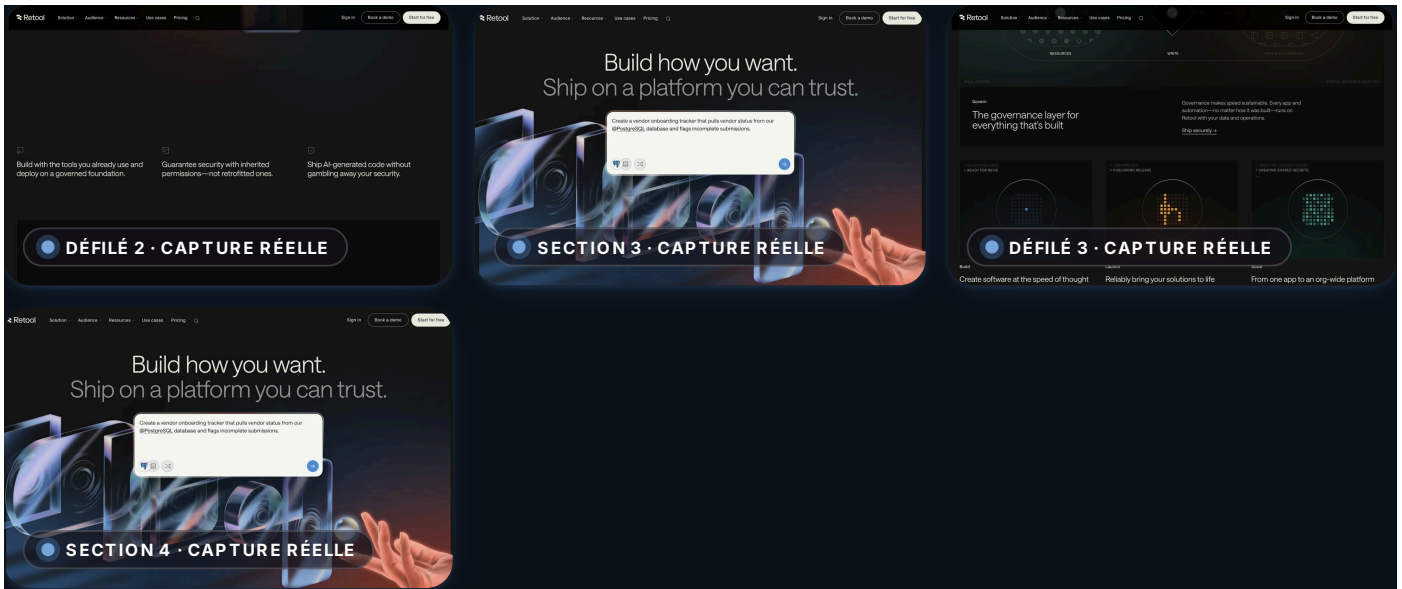 Retool Solution Audience Resources Use cases Pricing Sign in Book a demo Start for free
Build with the tools you already use and
deploy on a governed foundation.
Guarantee security with inherited
permissions—not retrofitted ones.
Ship AI-generated code without
gambling away your security.
DÉFILÉ 2 · CAPTURE RÉELLE
Retool Solution Audience Resources Use cases Pricing Sign in Book a demo Start for free
Build how you want.
Ship on a platform you can trust.
Create a vendor onboarding tracker that pulls vendor status from our
@PostgreSQL database and flags incomplete submissions.
SECTION 3 · CAPTURE RÉELLE
Retool Solution Audience Resources Use cases Pricing Sign in Book a demo Start for free
RESOURCES
WRITE
Govern
The governance layer for
everything that's built
Governance makes speed sustainable. Every app and
automation—no matter how it was built—runs on
Retool with your data and operations.
Ship securely →
> READY FOR REVIE
> PUBLISHING RELEASE
> CREATING SHARED SECRETS
DÉFILÉ 3 · CAPTURE RÉELLE
Build
Create software at the speed of thought
Reliably bring your solutions to life
From one app to an org-wide platform
Retool Solution Audience Resources Use cases Pricing Sign in Book a demo Start for free
Build how you want.
Ship on a platform you can trust.
Create a vendor onboarding tracker that pulls vendor status from our
@PostgreSQL database and flags incomplete submissions.
SECTION 4 · CAPTURE RÉELLE